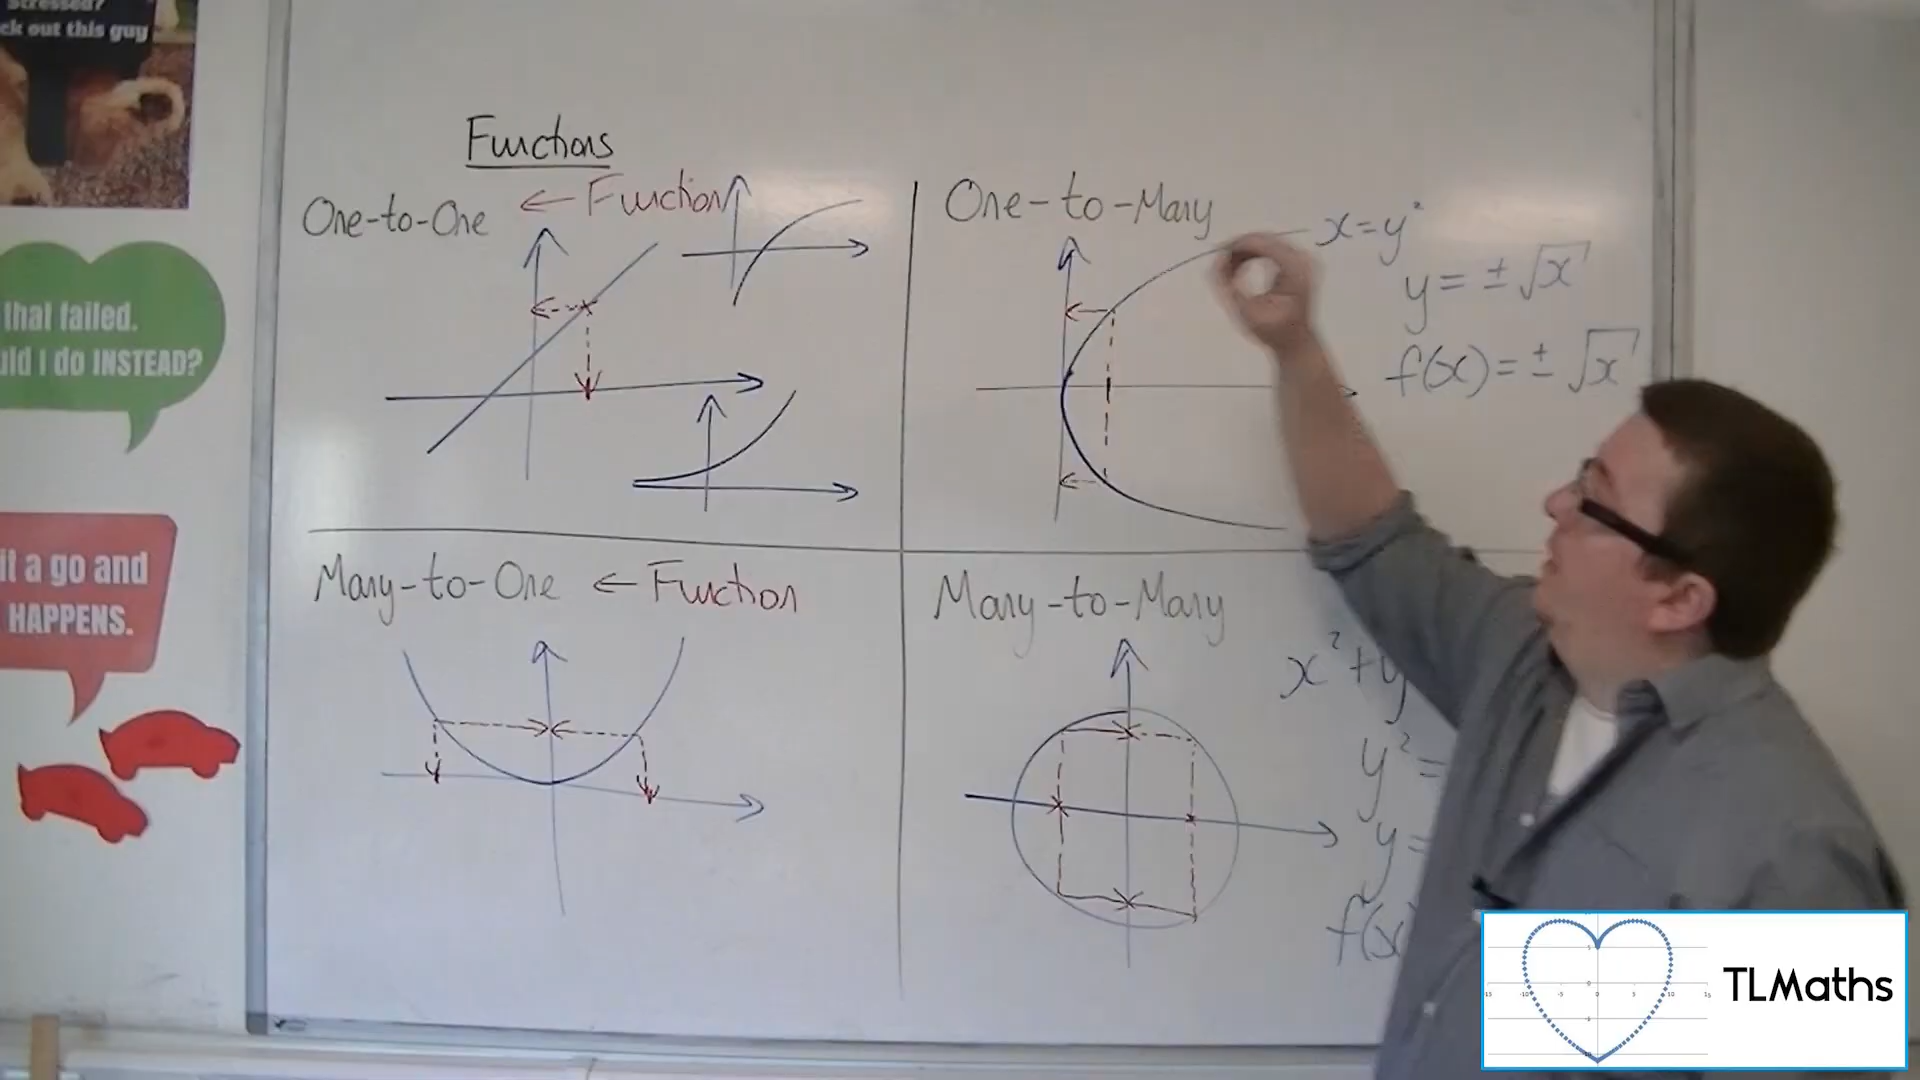 Stressed?
ck out this guy
that failed.
uld I do INSTEAD?
it a go and
HAPPENS.
Functions
One-to-One ← Function
One-to-Many
x=y²
y = ± √x
f(x) = ± √x
Many-to-One ← Function
Many-to-Many
x² + y
y² =
y =
f(x
TLMaths